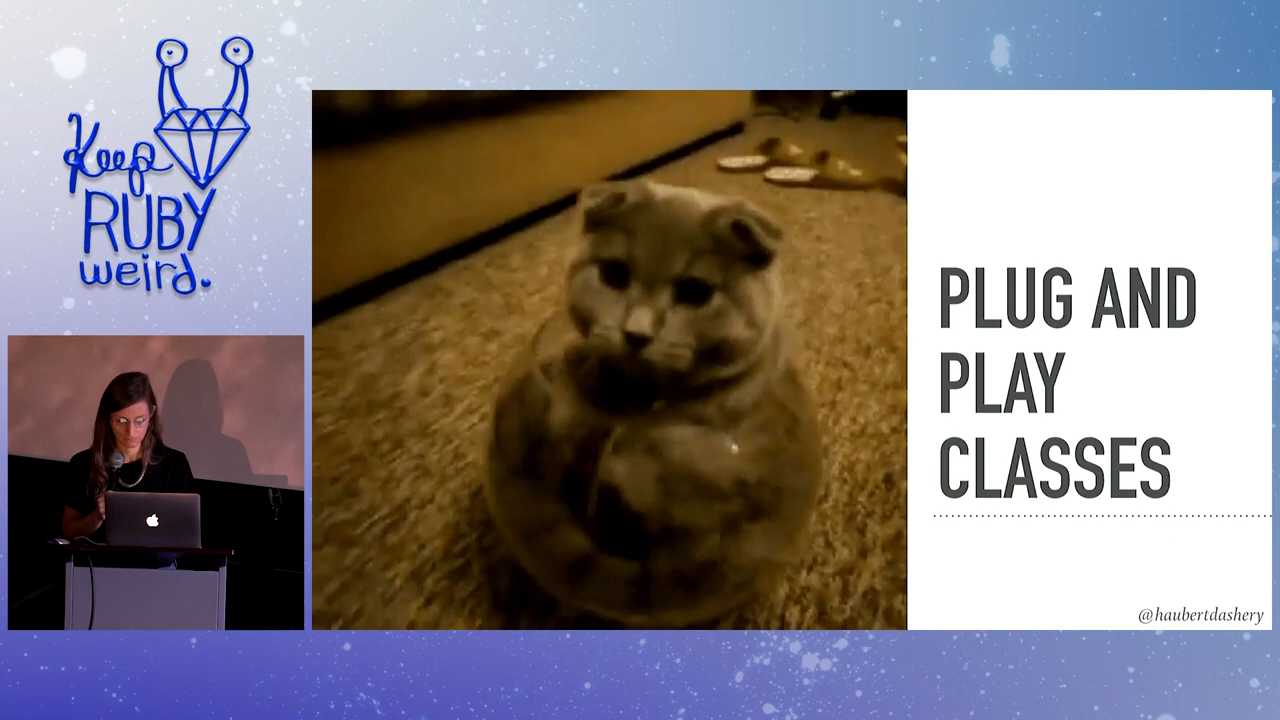 Keep
RUBY
weird.
PLUG AND
PLAY
CLASSES
@haubertdashery